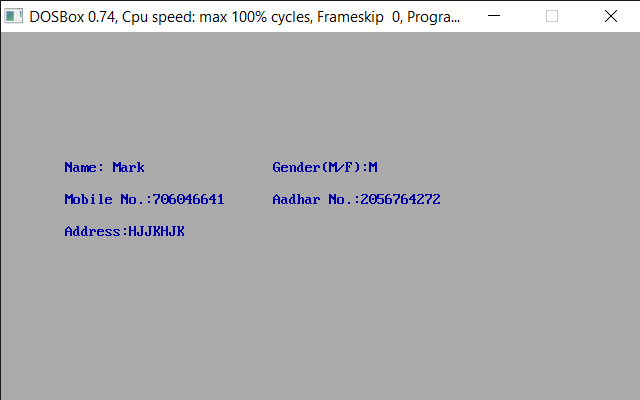 DOSBox 0.74, Cpu speed: max 100% cycles, Frameskip  0, Progra...
Name: Mark Gender(M/F):M
Mobile No.:706046641 Aadhar No.:2056764272
Address:HJJKHJK